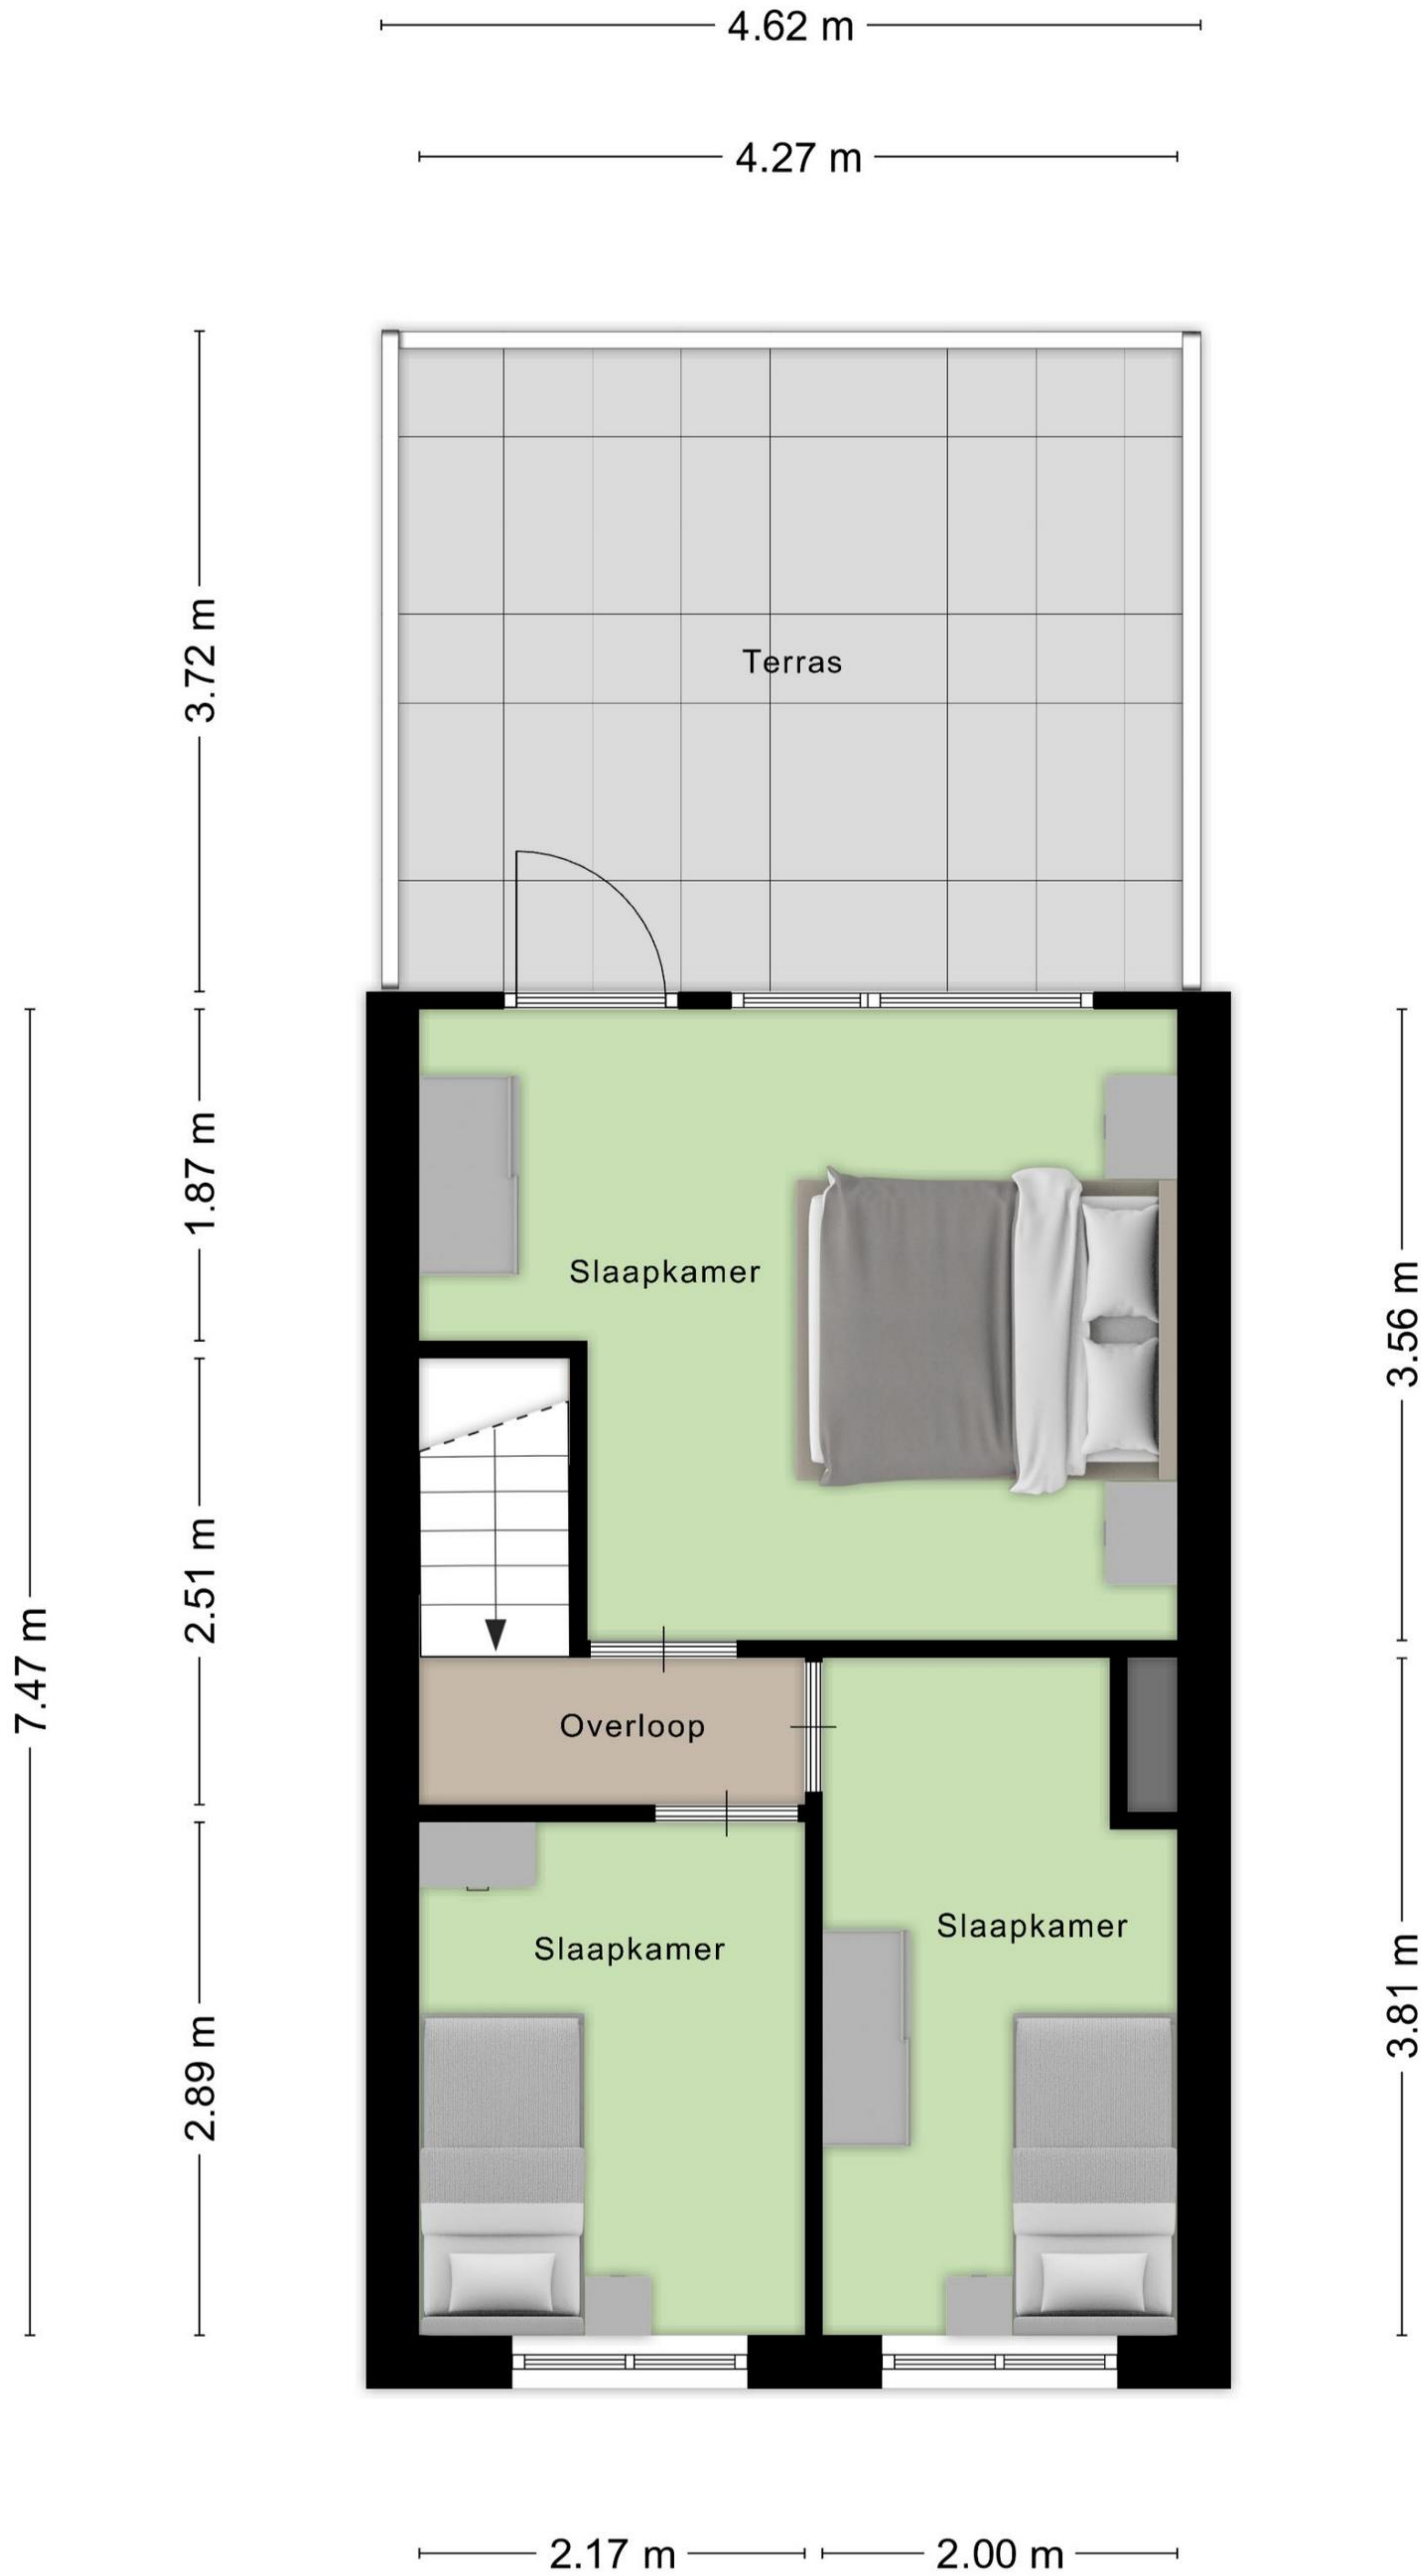 4.62 m
4.27 m
3.72 m
Terras
1.87 m
Slaapkamer
3.56 m
2.51 m
7.47 m
Overloop
Slaapkamer
Slaapkamer
3.81 m
2.89 m
2.17 m
2.00 m